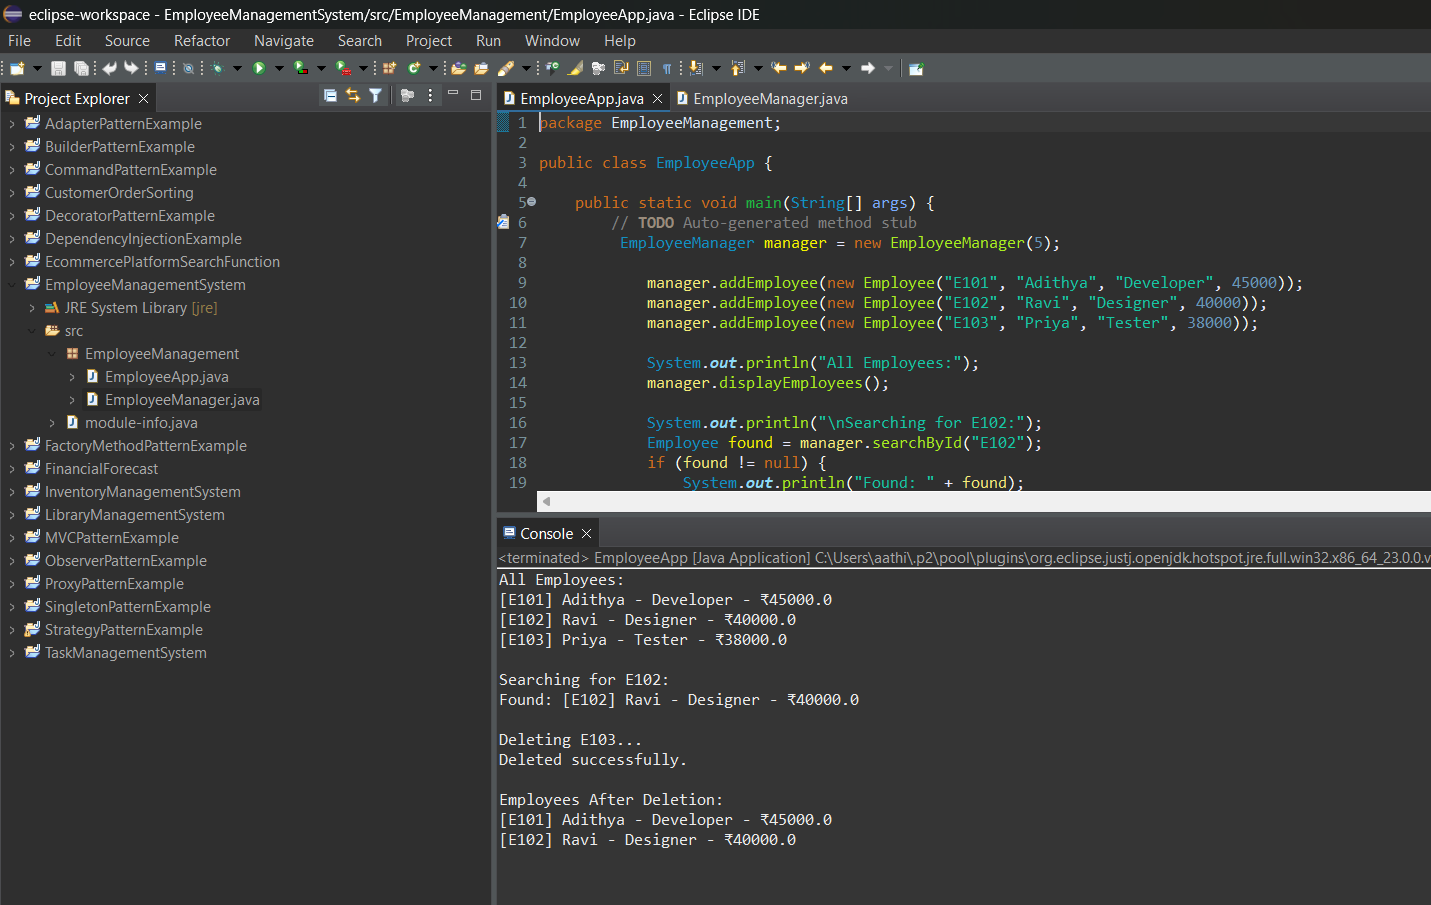 eclipse-workspace - EmployeeManagementSystem/src/EmployeeManagement/EmployeeApp.java - Eclipse IDE
File Edit Source Refactor Navigate Search Project Run Window Help
Project Explorer
AdapterPatternExample
BuilderPatternExample
CommandPatternExample
CustomerOrderSorting
DecoratorPatternExample
DependencyInjectionExample
EcommercePlatformSearchFunction
EmployeeManagementSystem
JRE System Library [jre]
src
EmployeeManagement
EmployeeApp.java
EmployeeManager.java
module-info.java
FactoryMethodPatternExample
FinancialForecast
InventoryManagementSystem
LibraryManagementSystem
MVCPatternExample
ObserverPatternExample
ProxyPatternExample
SingletonPatternExample
StrategyPatternExample
TaskManagementSystem
EmployeeApp.java EmployeeManager.java
1 package EmployeeManagement;
2
3 public class EmployeeApp {
4
5 public static void main(String[] args) {
6 // TODO Auto-generated method stub
7 EmployeeManager manager = new EmployeeManager(5);
8
9 manager.addEmployee(new Employee("E101", "Adithya", "Developer", 45000));
10 manager.addEmployee(new Employee("E102", "Ravi", "Designer", 40000));
11 manager.addEmployee(new Employee("E103", "Priya", "Tester", 38000));
12
13 System.out.println("All Employees:");
14 manager.displayEmployees();
15
16 System.out.println("\nSearching for E102:");
17 Employee found = manager.searchById("E102");
18 if (found != null) {
19 System.out.println("Found: " + found);
Console
<terminated> EmployeeApp [Java Application] C:\Users\aathi\.p2\pool\plugins\org.eclipse.justj.openjdk.hotspot.jre.full.win32.x86_64_23.0.0.v
All Employees:
[E101] Adithya - Developer - ₹45000.0
[E102] Ravi - Designer - ₹40000.0
[E103] Priya - Tester - ₹38000.0
Searching for E102:
Found: [E102] Ravi - Designer - ₹40000.0
Deleting E103...
Deleted successfully.
Employees After Deletion:
[E101] Adithya - Developer - ₹45000.0
[E102] Ravi - Designer - ₹40000.0